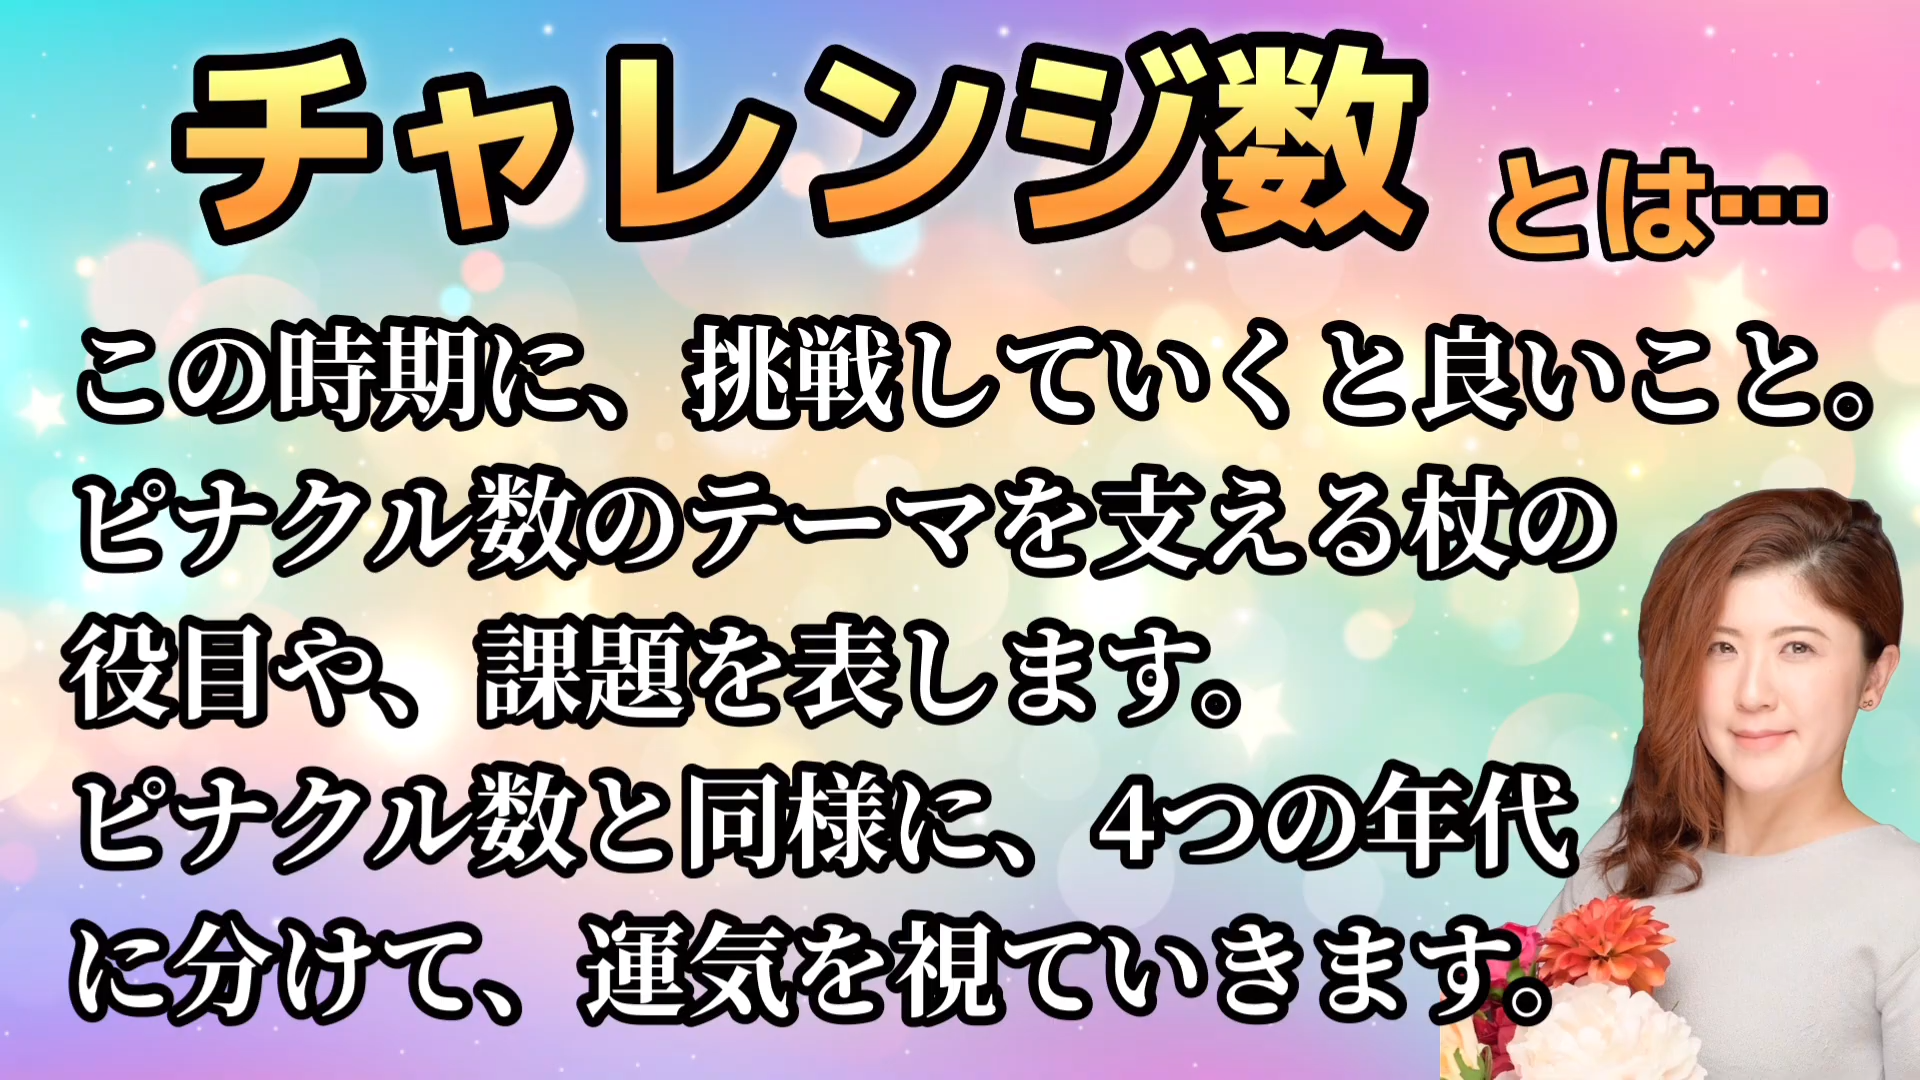 チャレンジ数 とは…
この時期に、挑戦していくと良いこと。
ピナクル数のテーマを支える杖の
役目や、課題を表します。
ピナクル数と同様に、4つの年代
に分けて、運気を視ていきます。